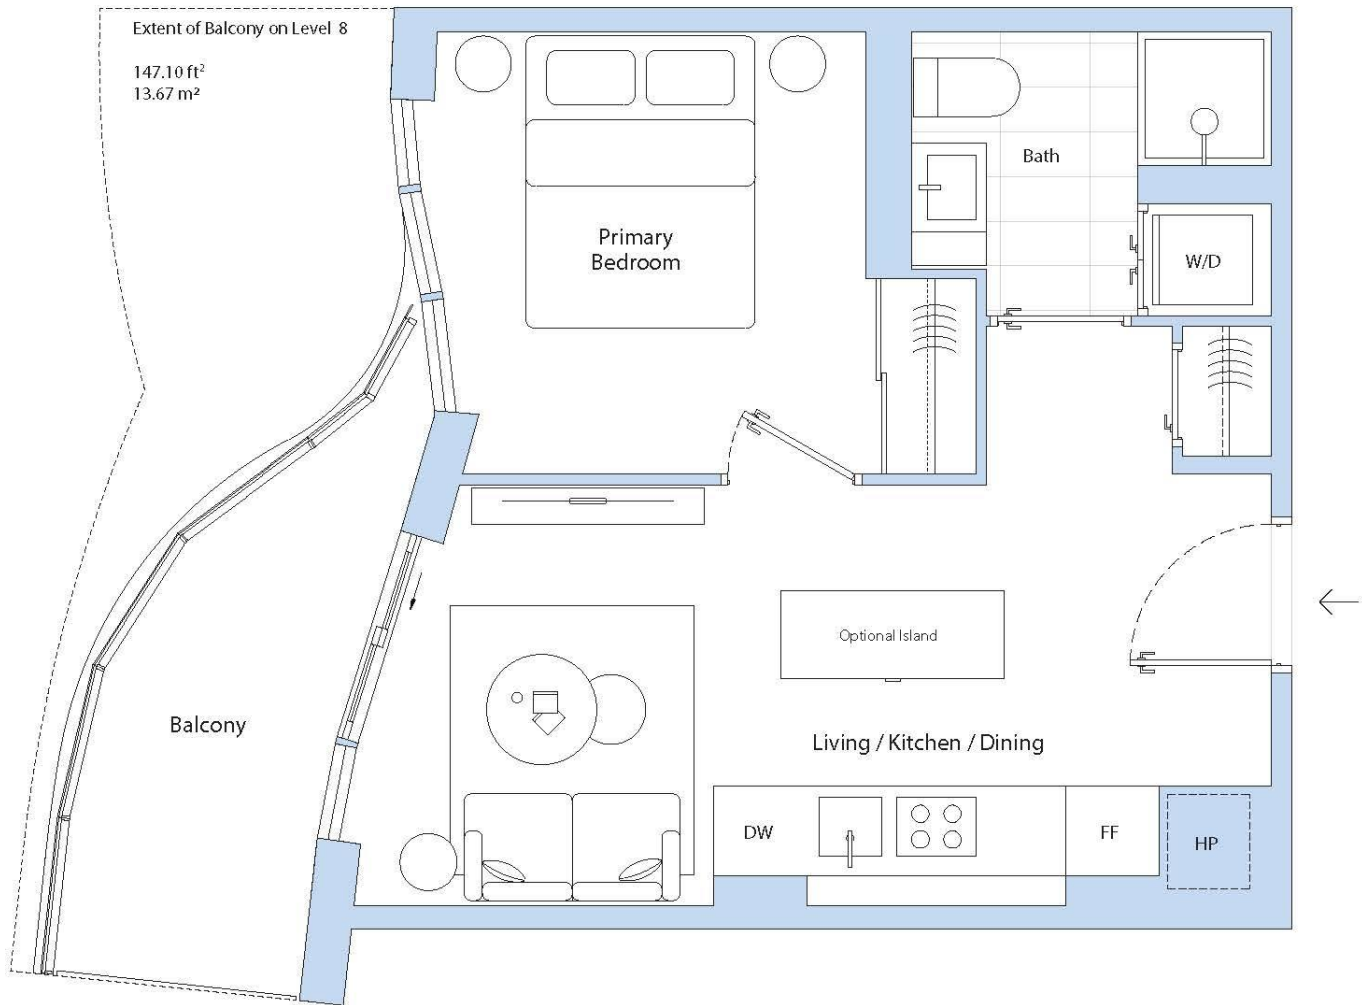 Extent of Balcony on Level 8
147.10 ft²
13.67 m²
Bath
Primary
Bedroom
W/D
Optional Island
Balcony
Living / Kitchen / Dining
DW
FF
HP